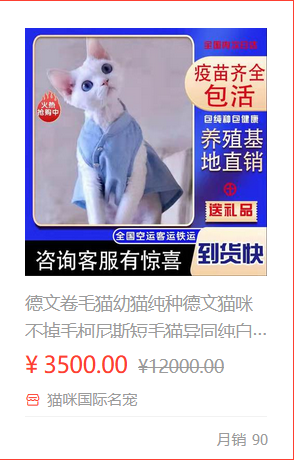 疫苗齐全
包活
火热
抢购中
包纯种包健康
养殖基
地直销
送礼品
全国空运客运铁运
咨询客服有惊喜
到货快
德文卷毛猫幼猫纯种德文猫咪
不掉毛柯尼斯短毛猫异同纯白...
¥ 3500.00 ¥12000.00
猫咪国际名宠
月销 90